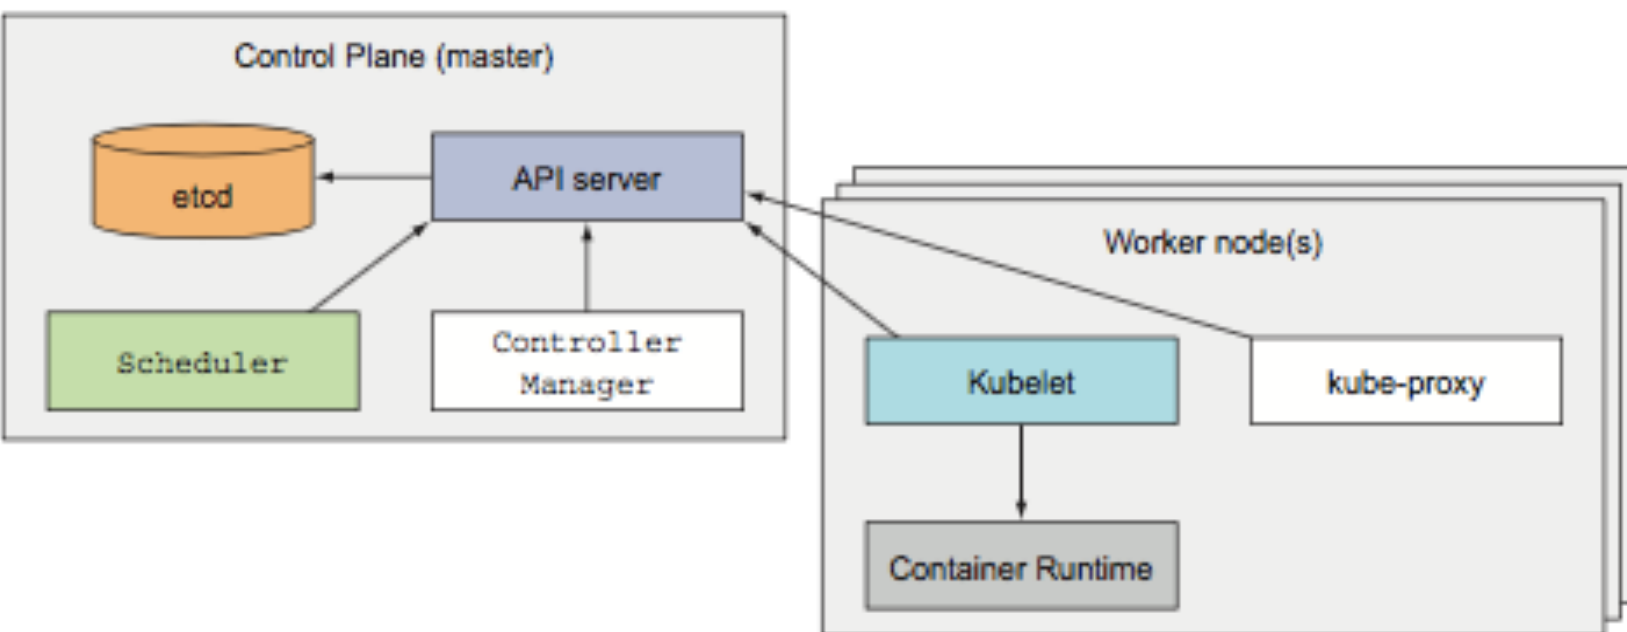 Control Plane (master)
etcd
API server
Scheduler
Controller
Manager
Worker node(s)
Kubelet
kube-proxy
Container Runtime